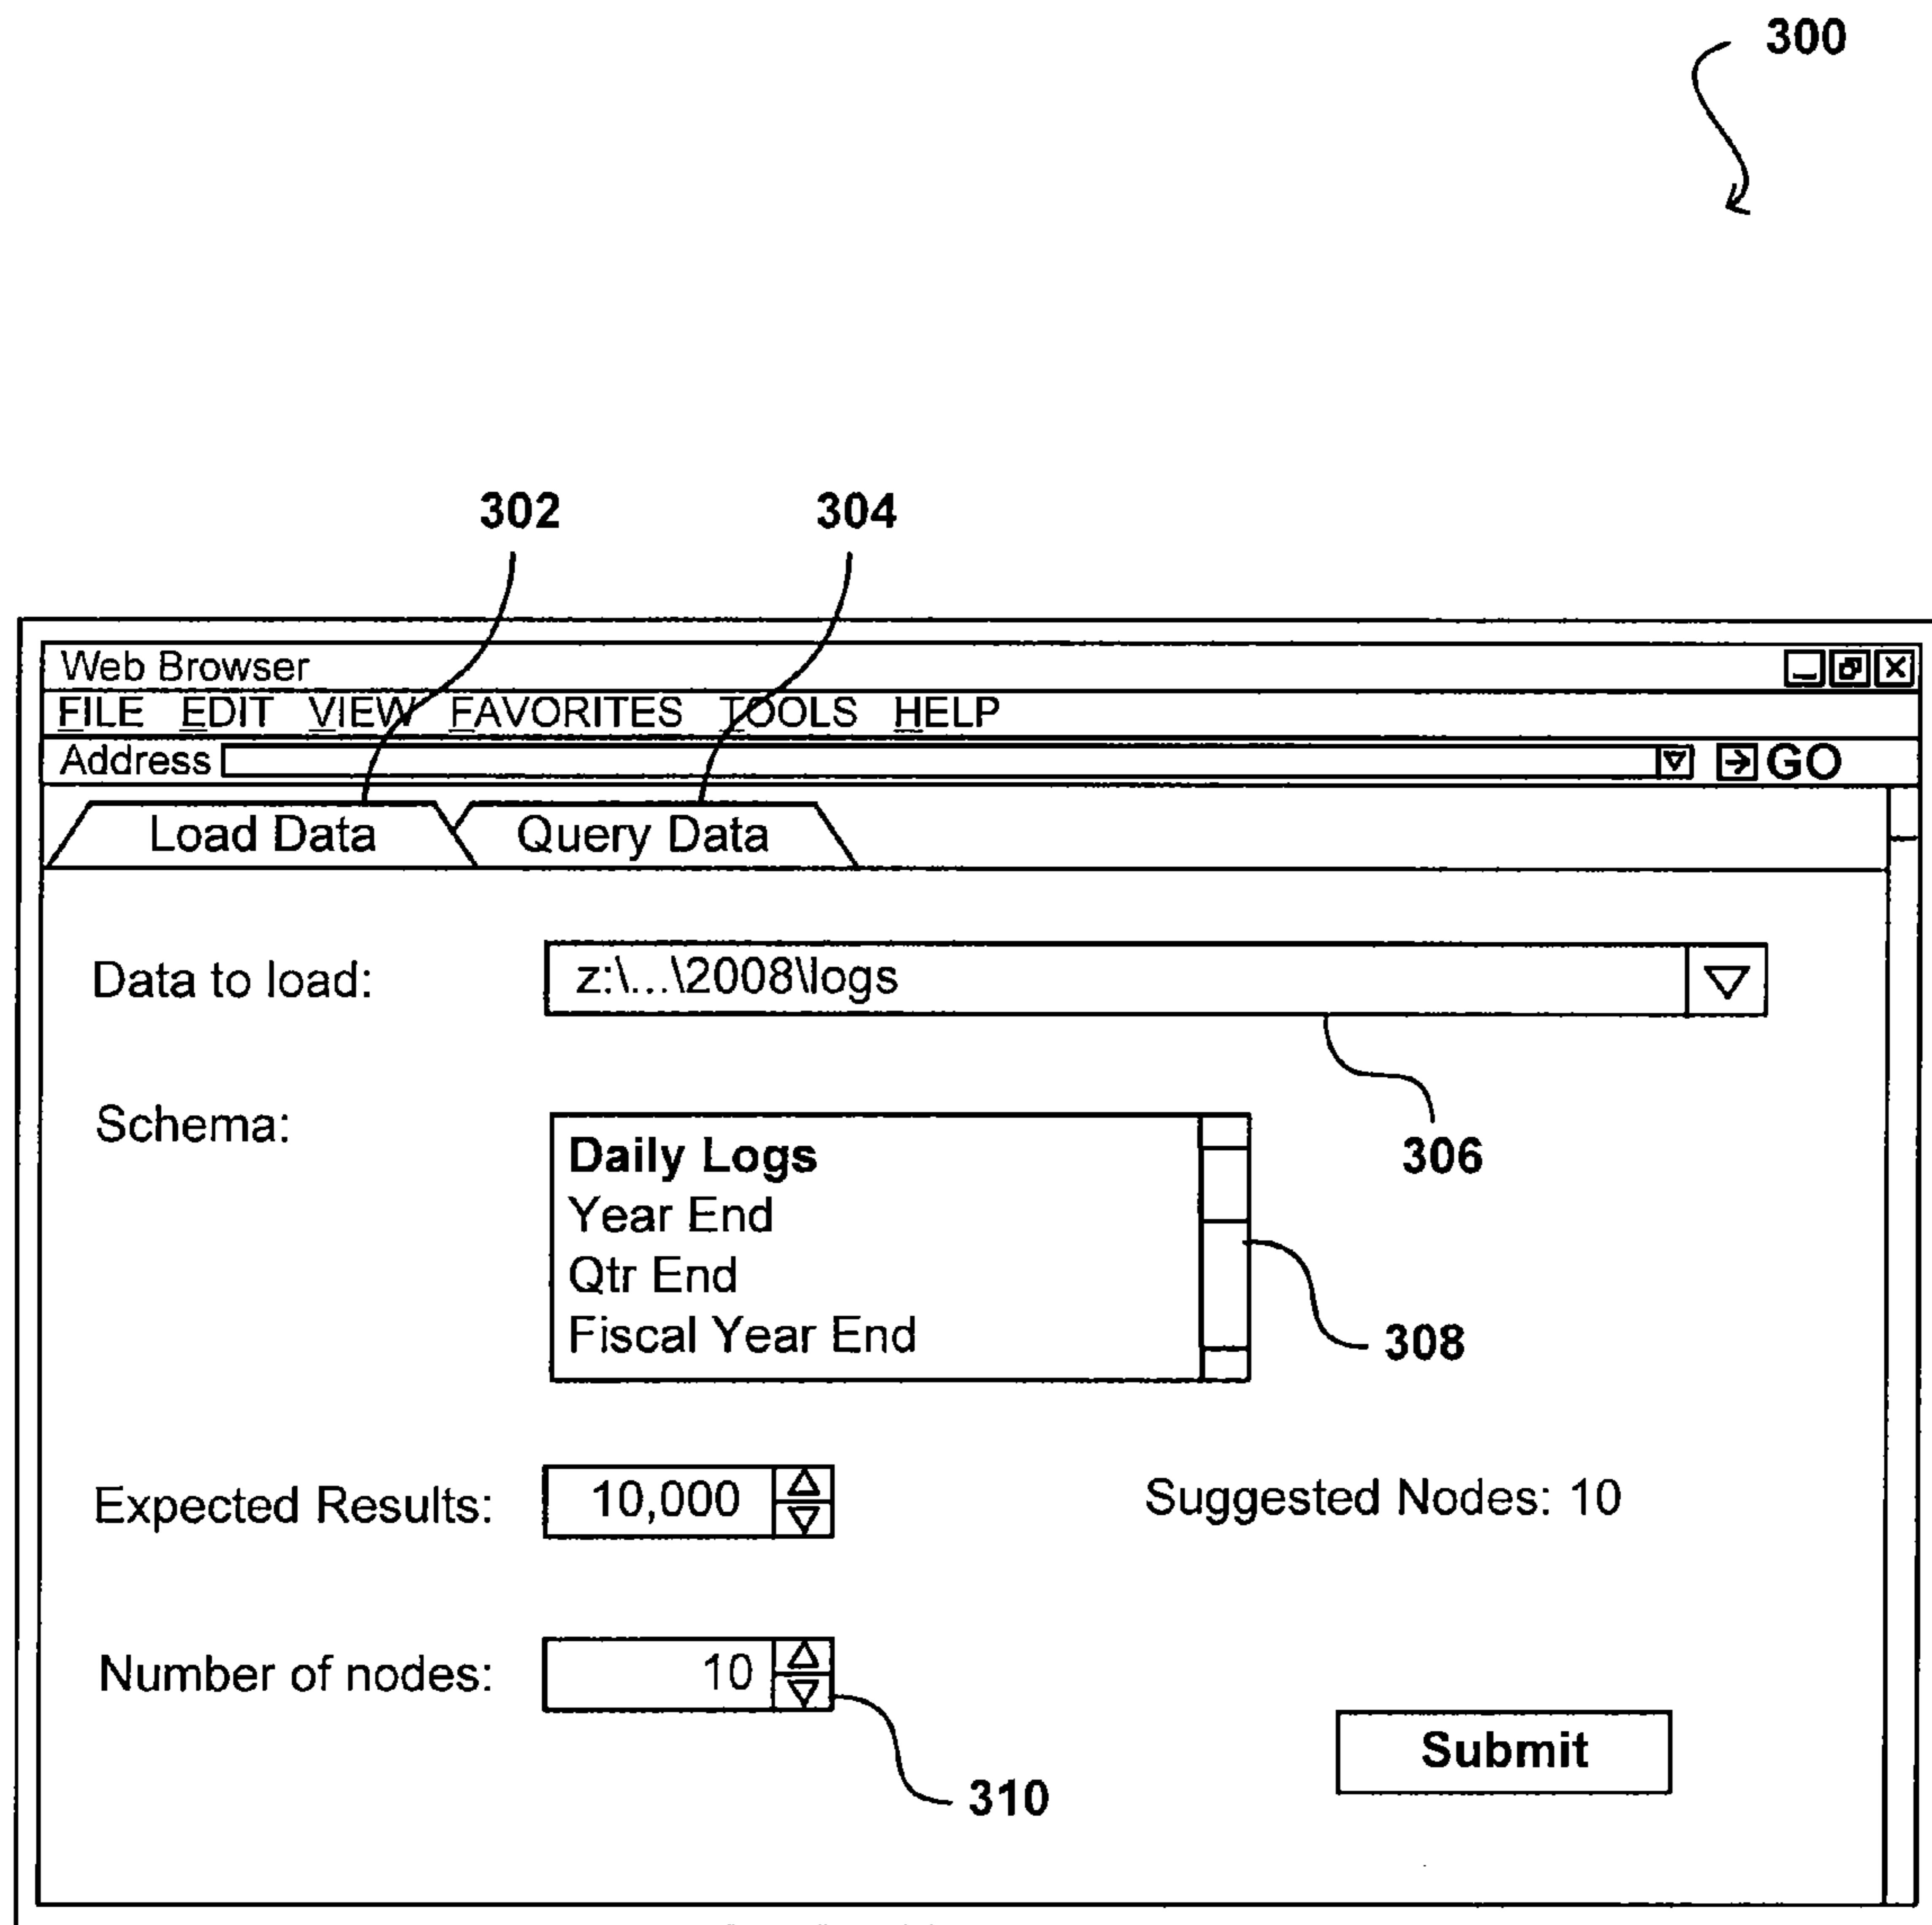 300
302 304
Web Browser
FILE EDIT VIEW FAVORITES TOOLS HELP
Address GO
Load Data Query Data
Data to load: z:\...\2008\logs
306
Schema:
Daily Logs
Year End
Qtr End
Fiscal Year End
308
Expected Results: 10,000 Suggested Nodes: 10
Number of nodes: 10
Submit
310